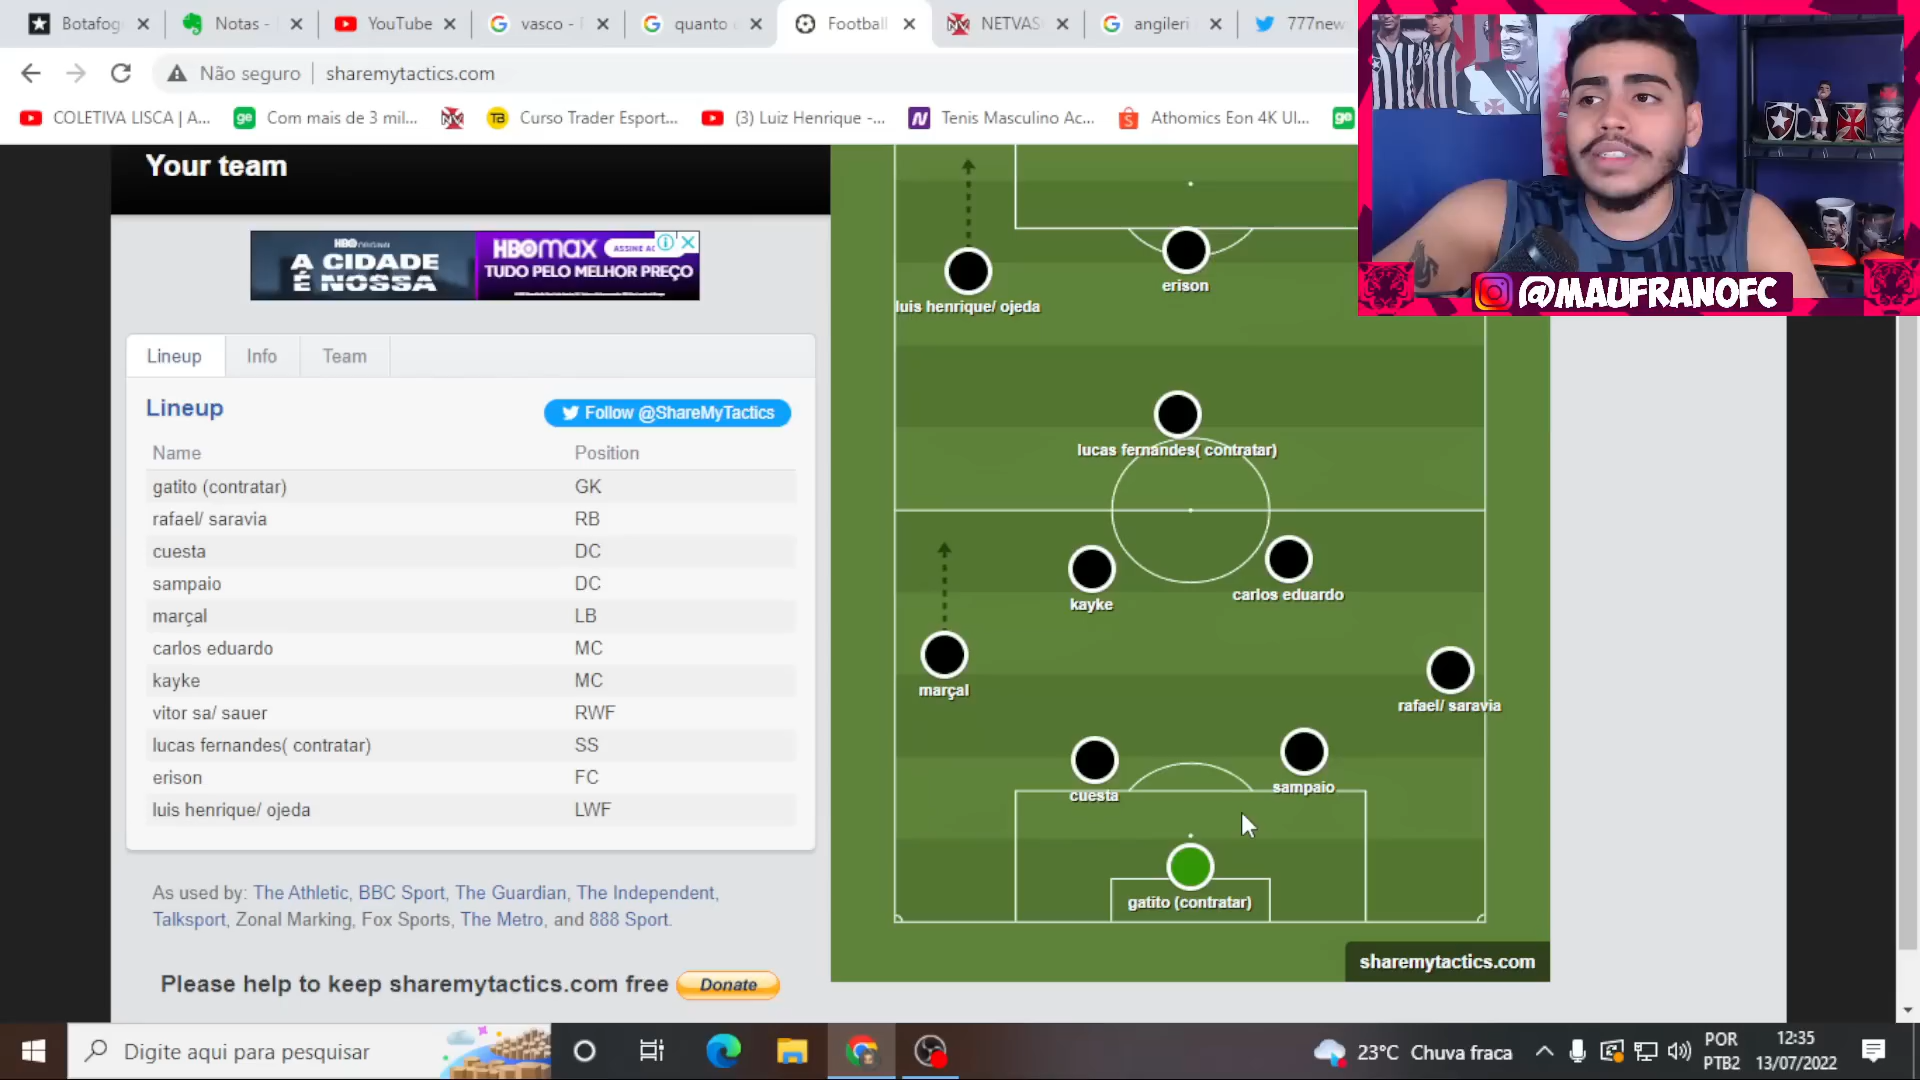 Botafog
Notas -
YouTube
vasco -
quanto
Football
NETVAS
angileri
777new
Não seguro
sharemytactics.com
COLETIVA LISCA | A...
ge Com mais de 3 mil...
TB Curso Trader Esport...
(3) Luiz Henrique -...
Tenis Masculino Ac...
Athomics Eon 4K Ul...
ge
@MAUFRANOFC
Your team
HBO ORIGINAL
A CIDADE
É NOSSA
HBOMAX
TUDO PELO MELHOR PREÇO
Lineup
Info
Team
Lineup
Follow @ShareMyTactics
Name Position
gatito (contratar) GK
rafael/ saravia RB
cuesta DC
sampaio DC
marçal LB
carlos eduardo MC
kayke MC
vitor sa/ sauer RWF
lucas fernandes( contratar) SS
erison FC
luis henrique/ ojeda LWF
As used by: The Athletic, BBC Sport, The Guardian, The Independent,
Talksport, Zonal Marking, Fox Sports, The Metro, and 888 Sport.
Please help to keep sharemytactics.com free
Donate
erison
luis henrique/ ojeda
lucas fernandes( contratar)
kayke
carlos eduardo
marçal
rafael/ saravia
cuesta
sampaio
gatito (contratar)
sharemytactics.com
Digite aqui para pesquisar
23°C Chuva fraca
POR
PTB2
12:35
13/07/2022